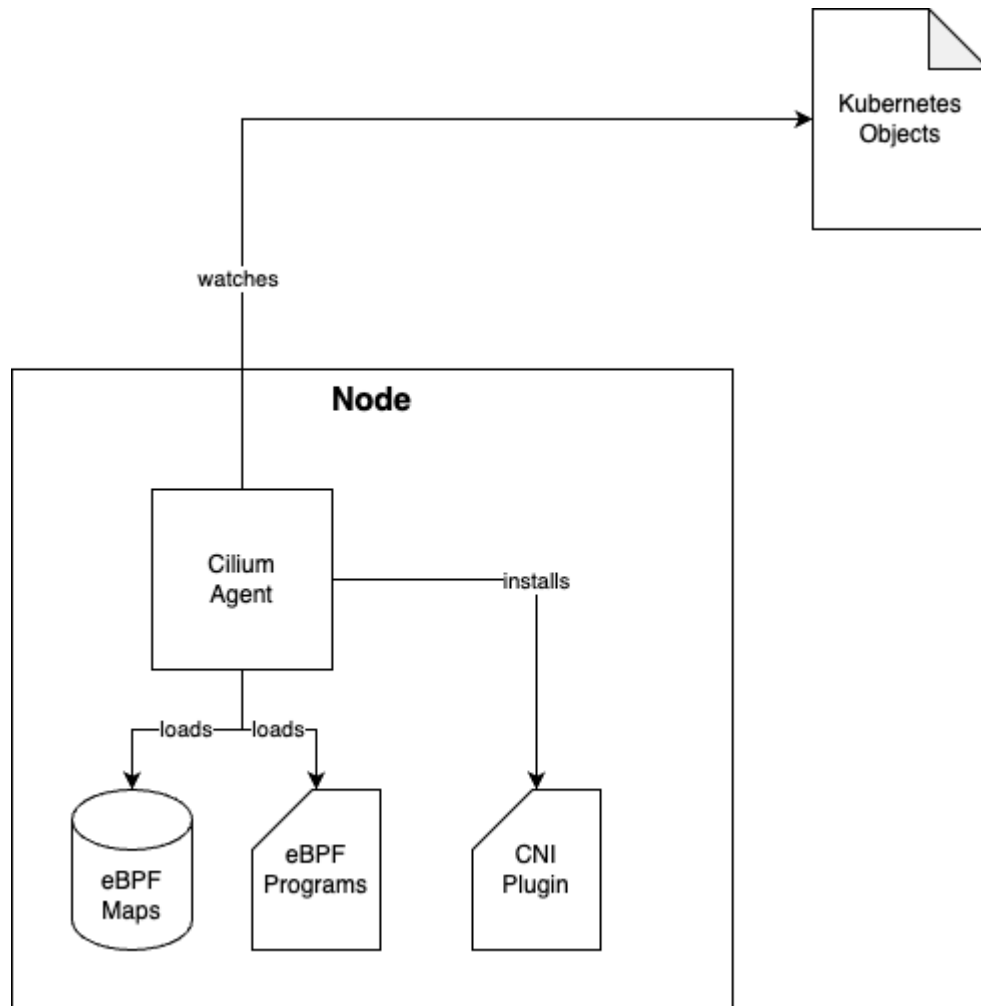 Kubernetes
Objects
watches
Node
Cilium
Agent
installs
loads
loads
eBPF
Maps
eBPF
Programs
CNI
Plugin